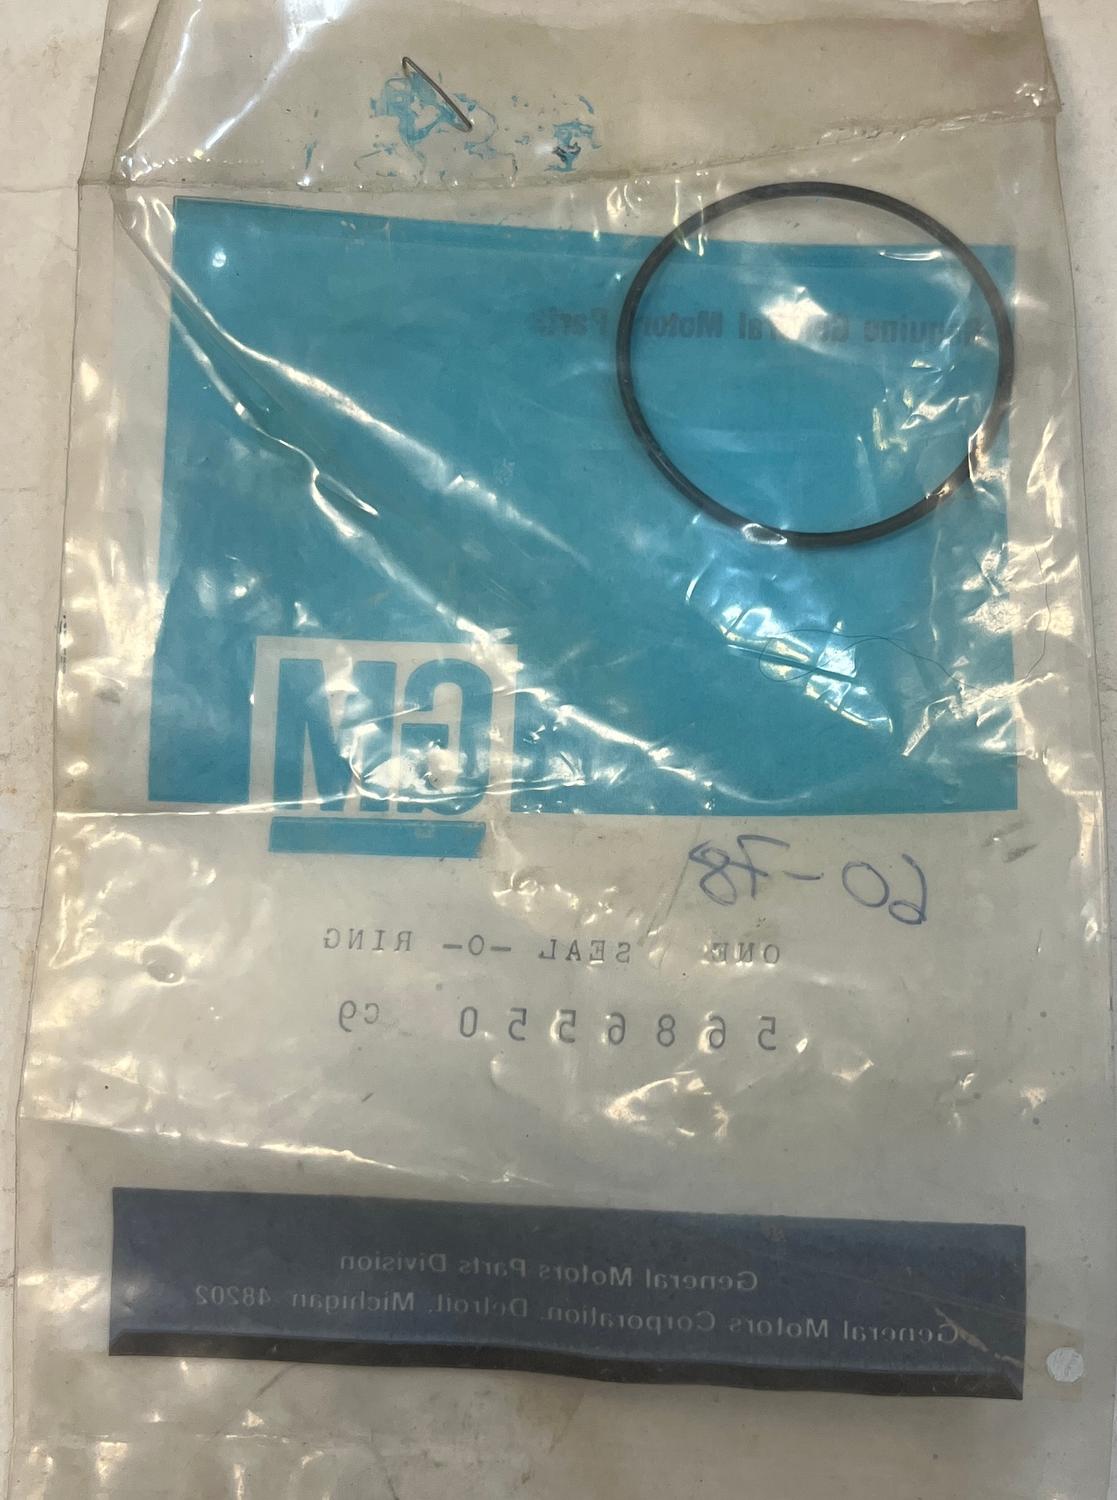 Genuine General Motors Parts
GM
60-78
ONE SEAL -O- RING
5686550 C9
General Motors Parts Division
General Motors Corporation, Detroit, Michigan 48202